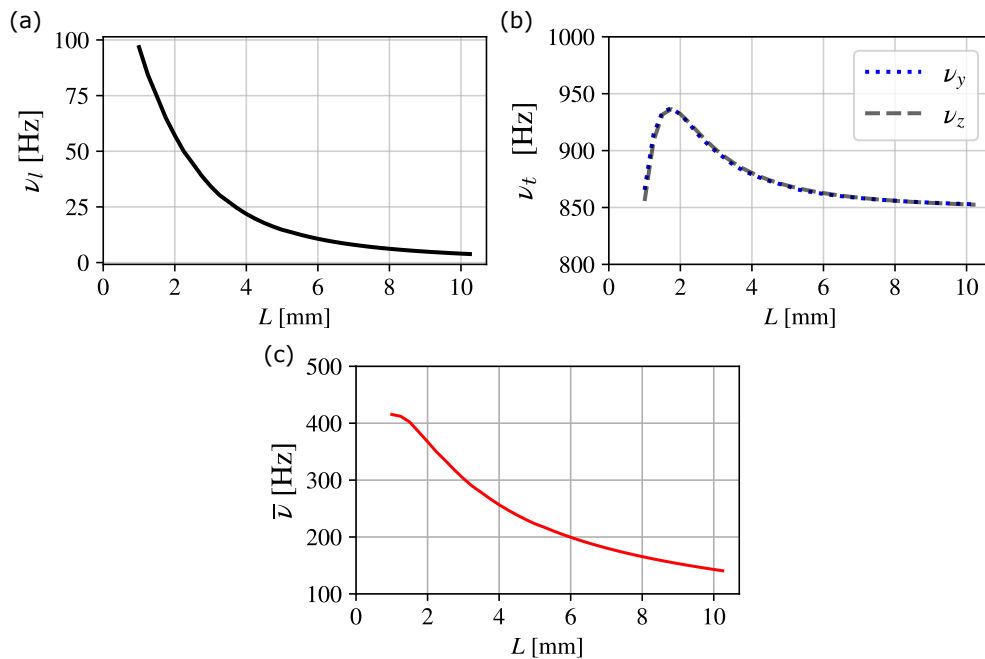 (a)
100
75
50
25
0
ν_l [Hz]
0 2 4 6 8 10
L [mm]
(b)
1000
950
900
850
800
ν_t [Hz]
ν_y
ν_z
0 2 4 6 8 10
L [mm]
(c)
500
400
300
200
100
ν̅ [Hz]
0 2 4 6 8 10
L [mm]